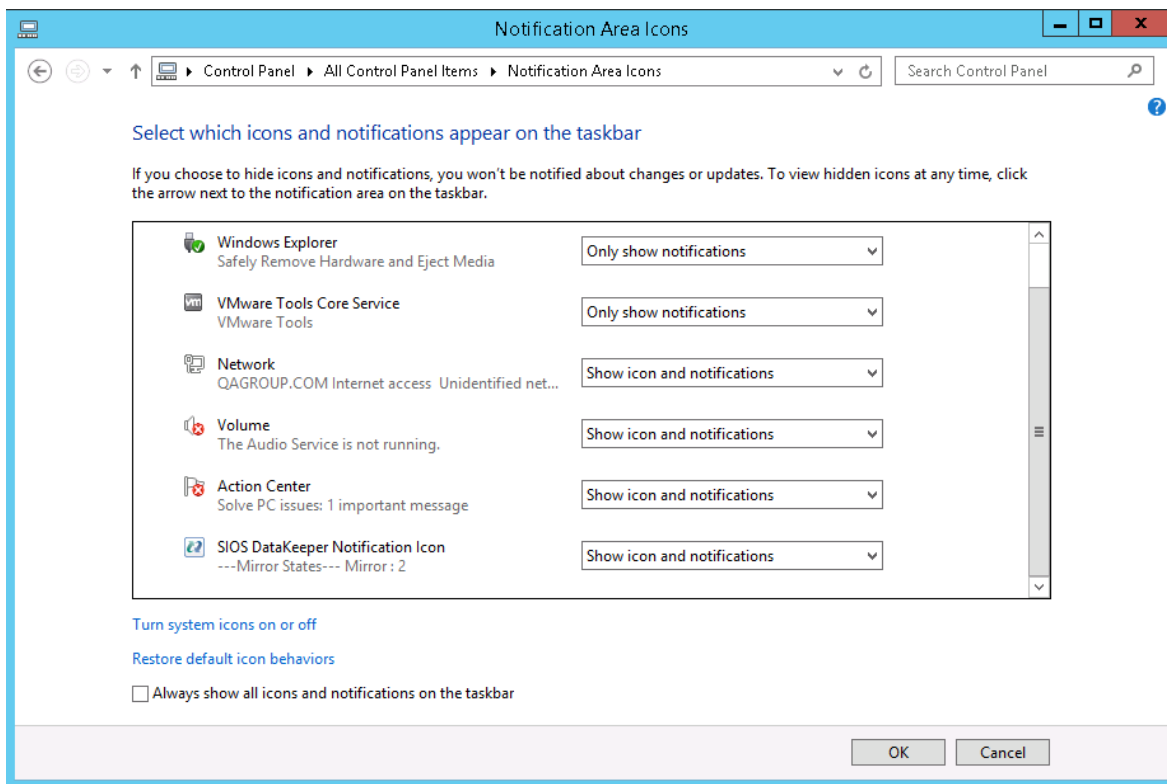 Notification Area Icons
Control Panel All Control Panel Items Notification Area Icons Search Control Panel
Select which icons and notifications appear on the taskbar
If you choose to hide icons and notifications, you won't be notified about changes or updates. To view hidden icons at any time, click
the arrow next to the notification area on the taskbar.
Windows Explorer
Safely Remove Hardware and Eject Media
Only show notifications
vm
VMware Tools Core Service
VMware Tools
Only show notifications
Network
QAGROUP.COM Internet access Unidentified net...
Show icon and notifications
Volume
The Audio Service is not running.
Show icon and notifications
Action Center
Solve PC issues: 1 important message
Show icon and notifications
SIOS DataKeeper Notification Icon
---Mirror States--- Mirror : 2
Show icon and notifications
Turn system icons on or off
Restore default icon behaviors
Always show all icons and notifications on the taskbar
OK Cancel